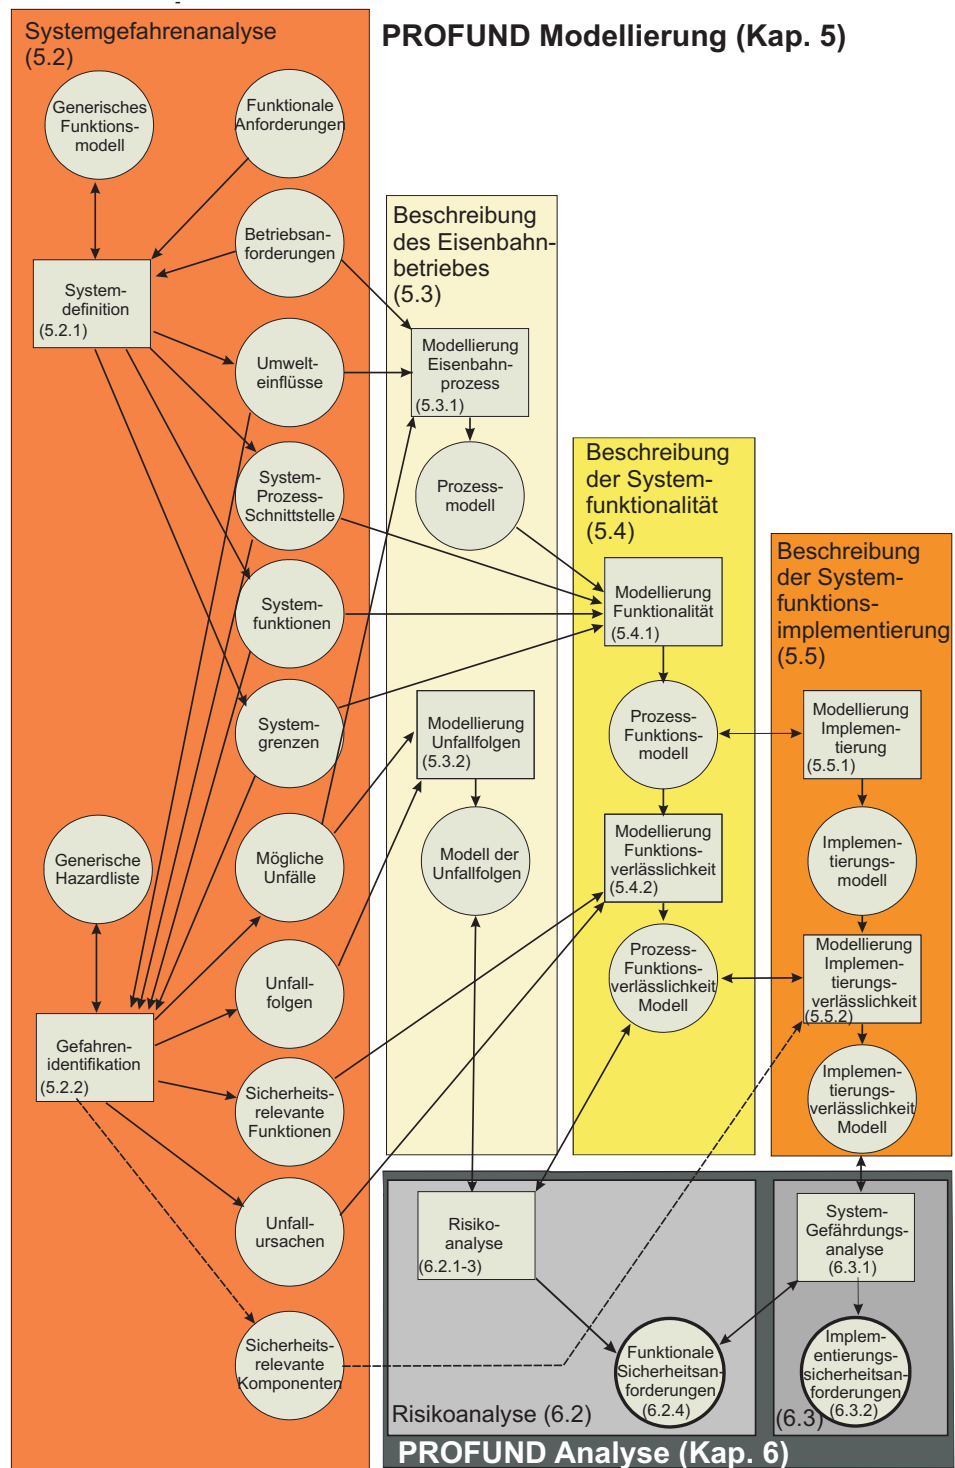 PROFUND Modellierung (Kap. 5)
Systemgefahrenanalyse
(5.2)
Generisches
Funktions-
modell
Funktionale
Anforderungen
Betriebsan-
forderungen
System-
definition
(5.2.1)
Umwelt-
einflüsse
System-
Prozess-
Schnittstelle
System-
funktionen
System-
grenzen
Generische
Hazardliste
Mögliche
Unfälle
Unfall-
folgen
Gefahren-
identifikation
(5.2.2)
Sicherheits-
relevante
Funktionen
Unfall-
ursachen
Sicherheits-
relevante
Komponenten
Beschreibung
des Eisenbahn-
betriebes
(5.3)
Modellierung
Eisenbahn-
prozess
(5.3.1)
Prozess-
modell
Modellierung
Unfallfolgen
(5.3.2)
Modell der
Unfallfolgen
Beschreibung
der System-
funktionalität
(5.4)
Modellierung
Funktionalität
(5.4.1)
Prozess-
Funktions-
modell
Modellierung
Funktions-
verlässlichkeit
(5.4.2)
Prozess-
Funktions-
verlässlichkeit
Modell
Beschreibung
der System-
funktions-
implementierung
(5.5)
Modellierung
Implemen-
tierung
(5.5.1)
Implemen-
tierungs-
modell
Modellierung
Implemen-
tierungs-
verlässlichkeit
(5.5.2)
Implemen-
tierungs-
verlässlichkeit
Modell
Risiko-
analyse
(6.2.1-3)
Funktionale
Sicherheitsan-
forderungen
(6.2.4)
Risikoanalyse (6.2)
System-
Gefährdungs-
analyse
(6.3.1)
Implem-
entierungs-
sicherheitsan-
forderungen
(6.3.2)
(6.3)
PROFUND Analyse (Kap. 6)